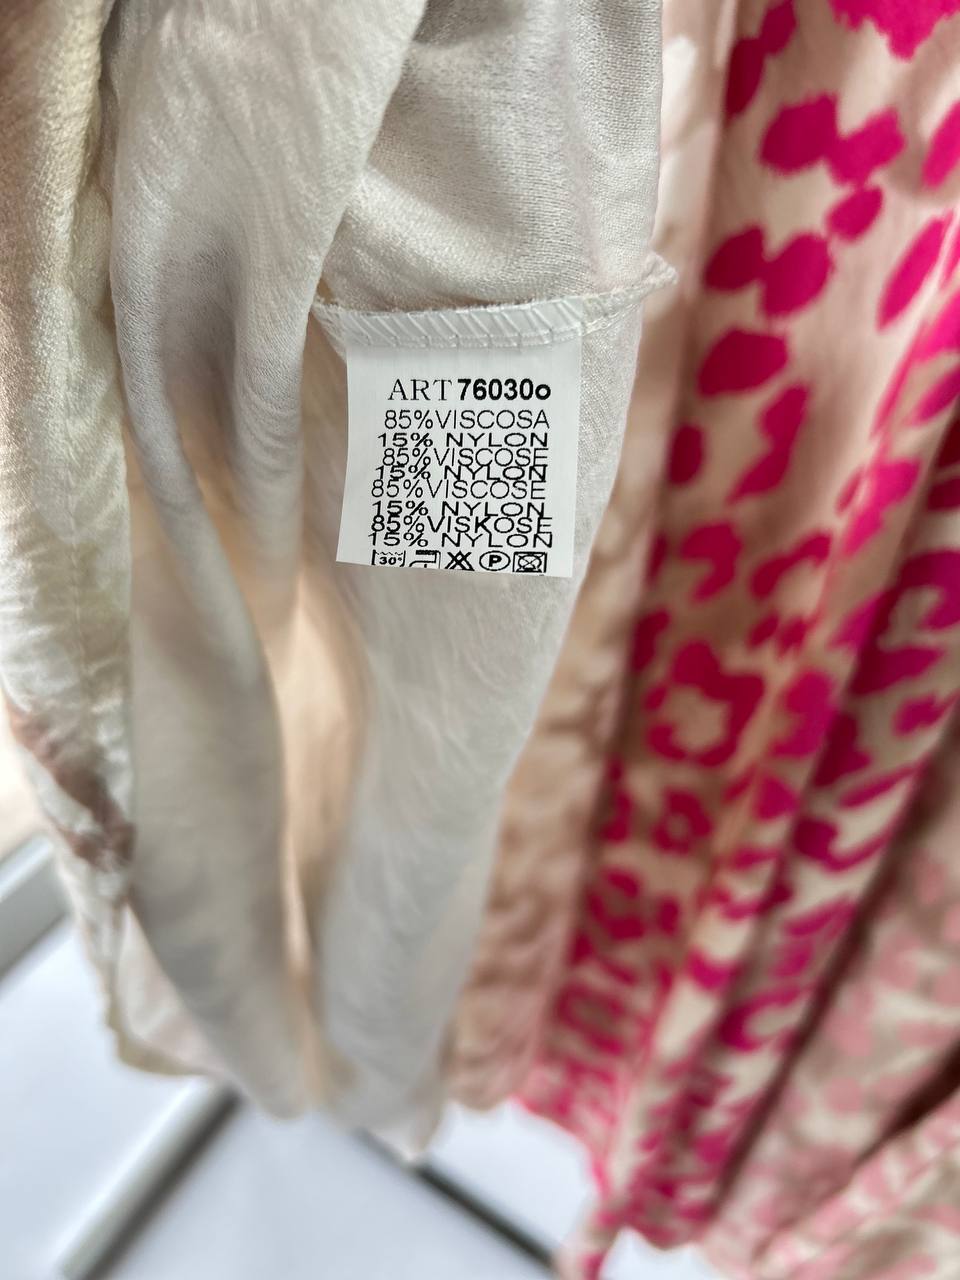 ART 76030o
85%VISCOSA
15% NYLON
85%VISCOSE
15% NYLON
85%VISCOSE
15% NYLON
85%VISKOSE
15% NYLON
30° P